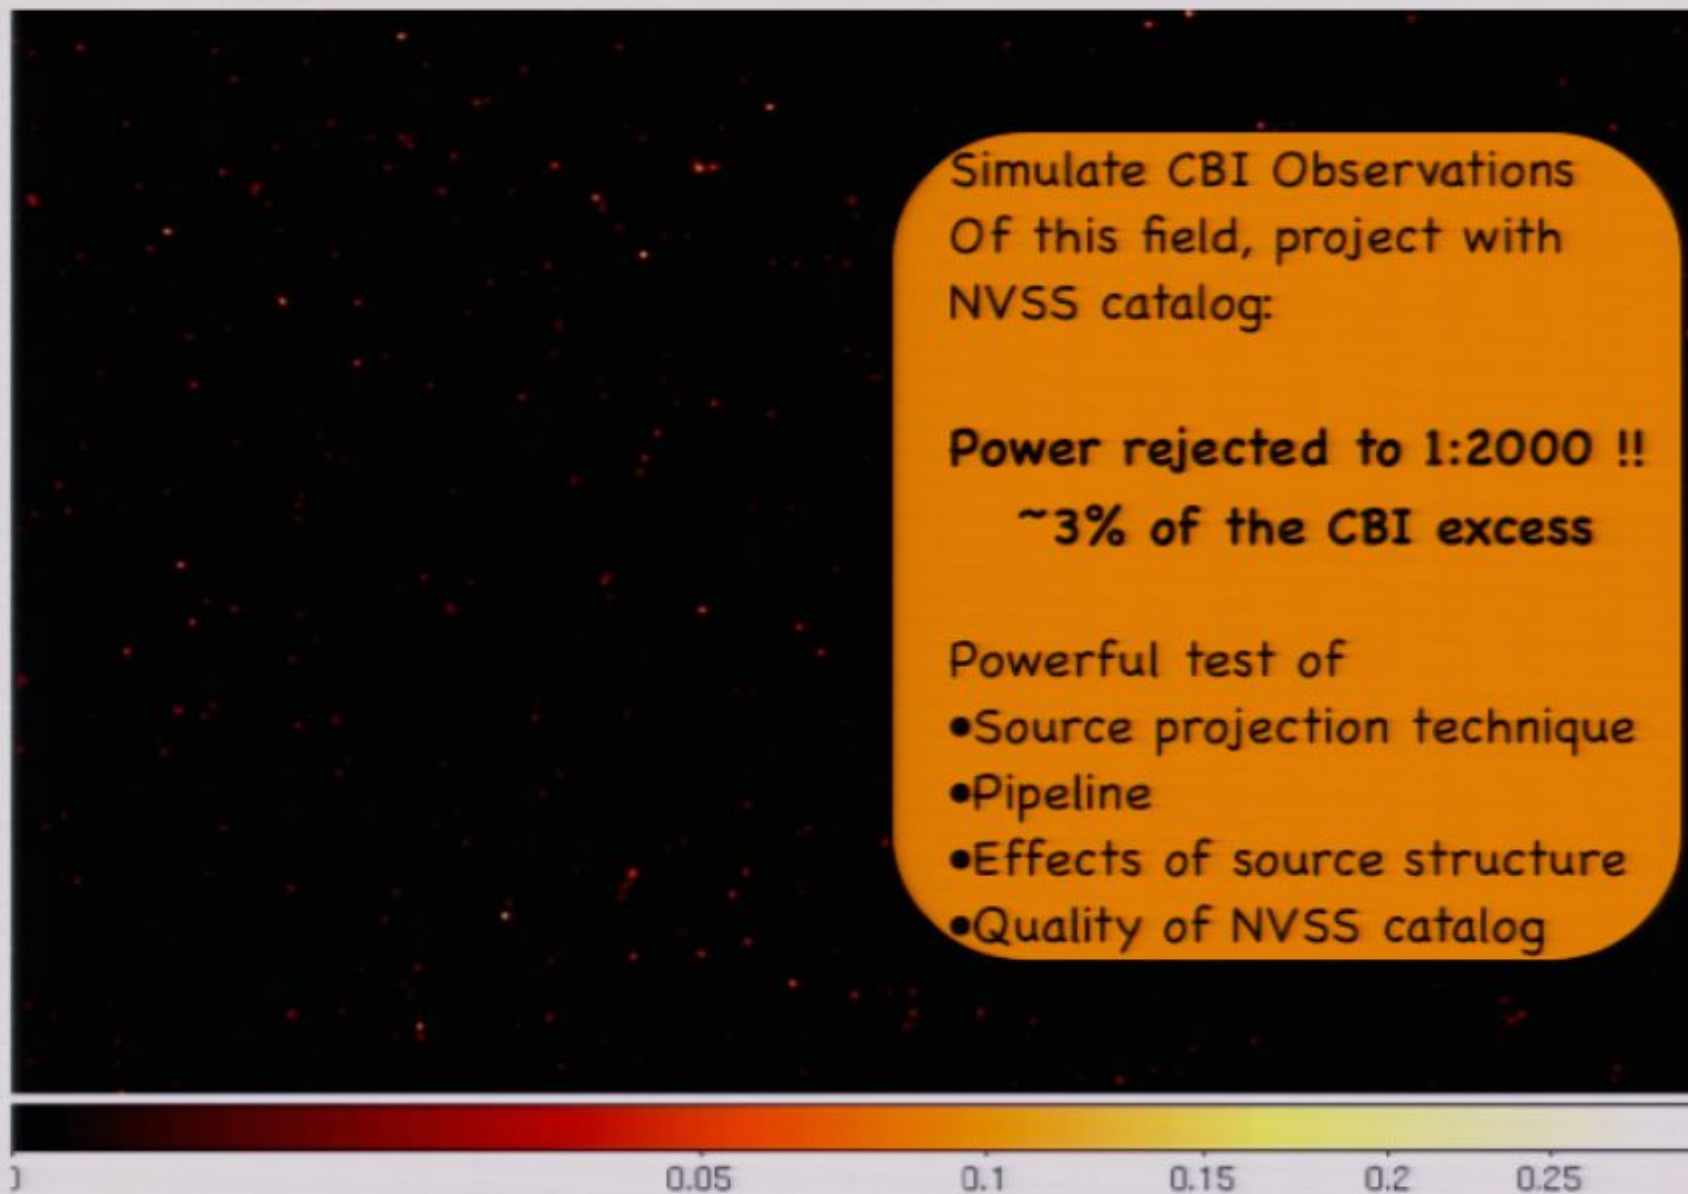 Simulate CBI Observations
Of this field, project with
NVSS catalog:
Power rejected to 1:2000 !!
~3% of the CBI excess
Powerful test of
•Source projection technique
•Pipeline
•Effects of source structure
•Quality of NVSS catalog
0.05 0.1 0.15 0.2 0.25